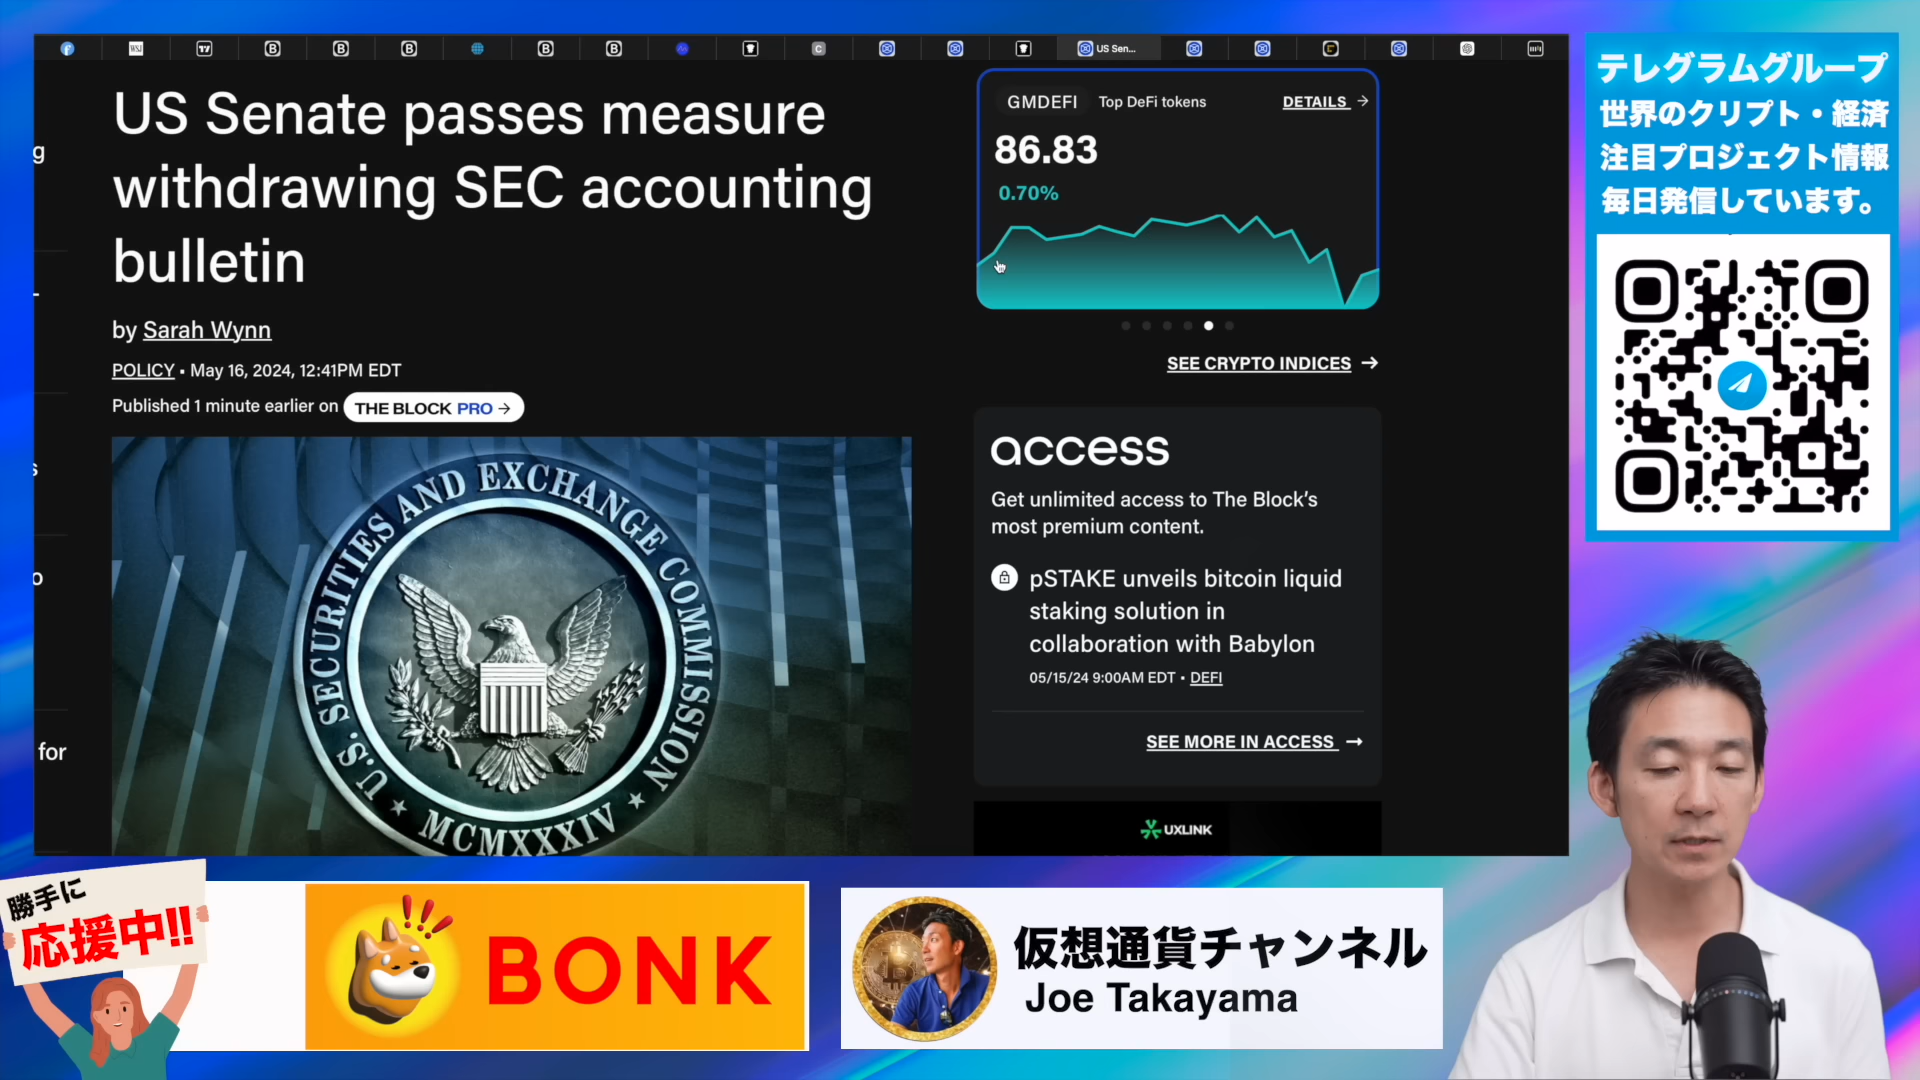 US Sen...
US Senate passes measure
withdrawing SEC accounting
bulletin
by Sarah Wynn
POLICY • May 16, 2024, 12:41PM EDT
Published 1 minute earlier on THE BLOCK PRO →
U.S. SECURITIES AND EXCHANGE COMMISSION
MCMXXXIV
g
-
s
o
for
GMDEFI Top DeFi tokens DETAILS →
86.83
0.70%
SEE CRYPTO INDICES →
access
Get unlimited access to The Block's
most premium content.
pSTAKE unveils bitcoin liquid
staking solution in
collaboration with Babylon
05/15/24 9:00AM EDT • DEFI
SEE MORE IN ACCESS →
UXLINK
テレグラムグループ
世界のクリプト・経済
注目プロジェクト情報
毎日発信しています。
勝手に
応援中!!
BONK
仮想通貨チャンネル
Joe Takayama